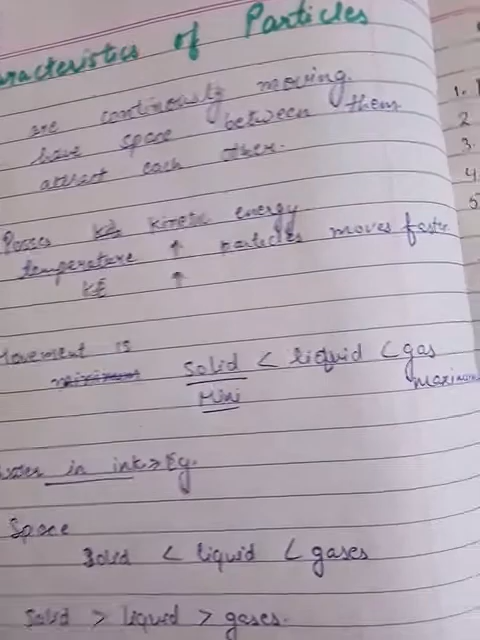 aracteristics of Particles
are continuously moving.
have space between them
attract each other.
Posses kinetic energy
temperature ↑ particles moves faster
KE ↑
Movement is
Solid < liquid < gas
Mini maximum
water in ink > Eg.
Space
Solid < liquid < gases
Solid > liquid > gases.
1.
2
3.
4
5